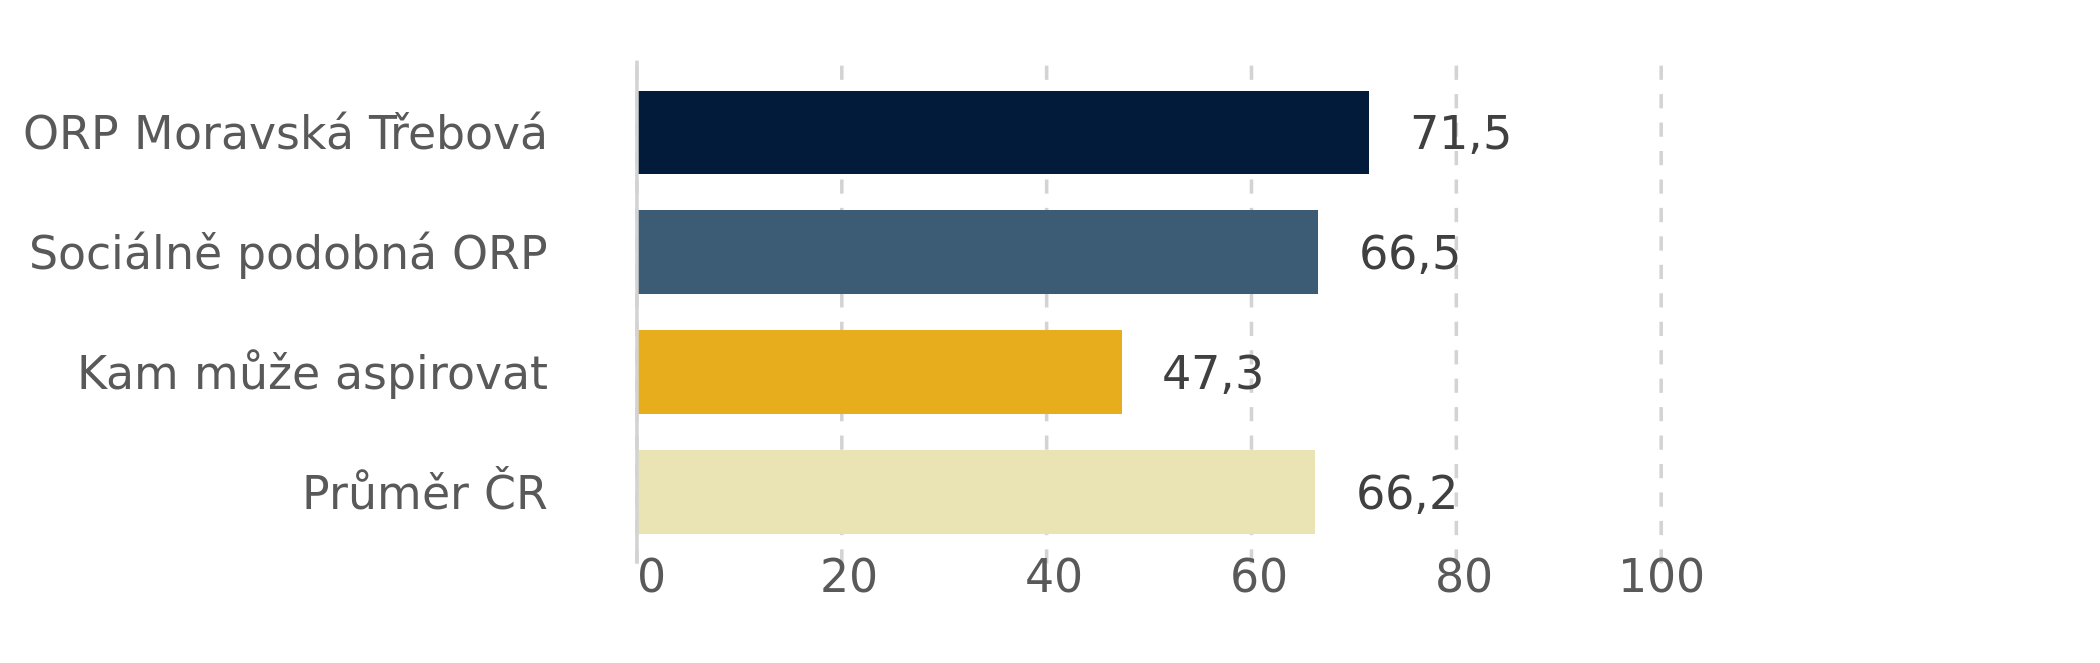 ORP Moravská Třebová 71,5
Sociálně podobná ORP 66,5
Kam může aspirovat 47,3
Průměr ČR 66,2
0 20 40 60 80 100